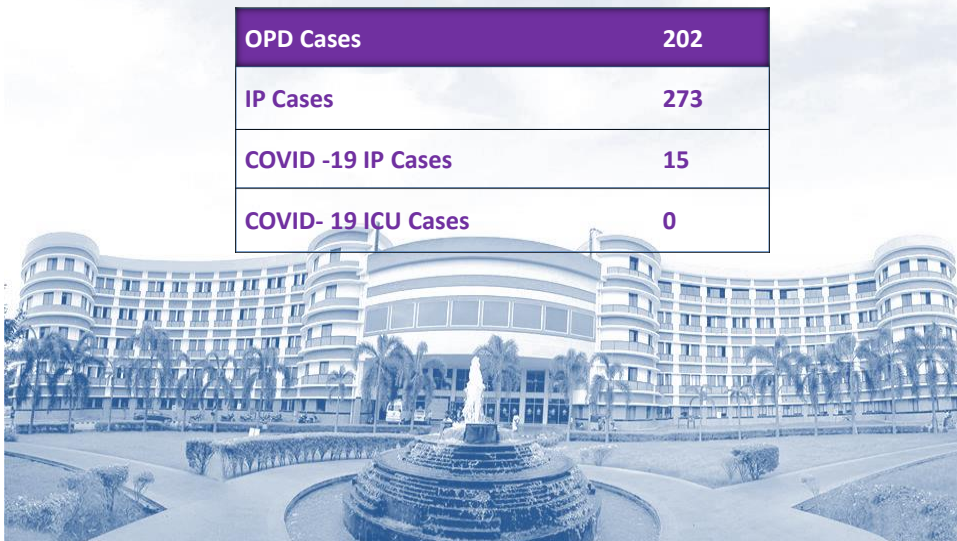 OPD Cases 202
IP Cases 273
COVID -19 IP Cases 15
COVID- 19 ICU Cases 0